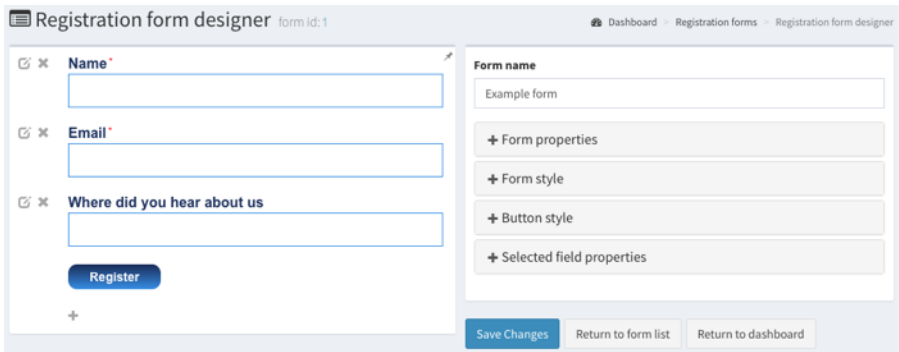 Registration form designer form id: 1
Dashboard > Registration forms > Registration form designer
Name *
Email *
Where did you hear about us
Register
Form name
Example form
+ Form properties
+ Form style
+ Button style
+ Selected field properties
Save Changes
Return to form list
Return to dashboard